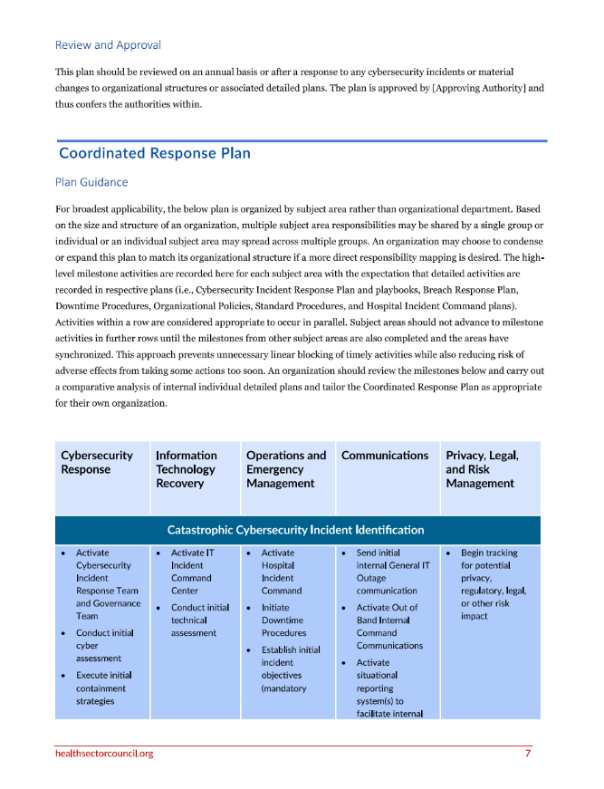 Review and Approval
This plan should be reviewed on an annual basis or after a response to any cybersecurity incidents or material
changes to organizational structures or associated detailed plans. The plan is approved by [Approving Authority] and
thus confers the authorities within.
Coordinated Response Plan
Plan Guidance
For broadest applicability, the below plan is organized by subject area rather than organizational department. Based
on the size and structure of an organization, multiple subject area responsibilities may be shared by a single group or
individual or an individual subject area may spread across multiple groups. An organization may choose to condense
or expand this plan to match its organizational structure if a more direct responsibility mapping is desired. The high-
level milestone activities are recorded here for each subject area with the expectation that detailed activities are
recorded in respective plans (i.e., Cybersecurity Incident Response Plan and playbooks, Breach Response Plan,
Downtime Procedures, Organizational Policies, Standard Procedures, and Hospital Incident Command plans).
Activities within a row are considered appropriate to occur in parallel. Subject areas should not advance to milestone
activities in further rows until the milestones from other subject areas are also completed and the areas have
synchronized. This approach prevents unnecessary linear blocking of timely activities while also reducing risk of
adverse effects from taking some actions too soon. An organization should review the milestones below and carry out
a comparative analysis of internal individual detailed plans and tailor the Coordinated Response Plan as appropriate
for their own organization.
Cybersecurity
Response
Information
Technology
Recovery
Operations and
Emergency
Management
Communications
Privacy, Legal,
and Risk
Management
Catastrophic Cybersecurity Incident Identification
• Activate
Cybersecurity
Incident
Response Team
and Governance
Team
• Conduct initial
cyber
assessment
• Execute initial
containment
strategies
• Activate IT
Incident
Command
Center
• Conduct initial
technical
assessment
• Activate
Hospital
Incident
Command
• Initiate
Downtime
Procedures
• Establish initial
incident
objectives
(mandatory
• Send initial
internal General IT
Outage
communication
• Activate Out of
Band Internal
Command
Communications
• Activate
situational
reporting
system(s) to
facilitate internal
• Begin tracking
for potential
privacy,
regulatory, legal,
or other risk
impact
healthsectorcouncil.org
7